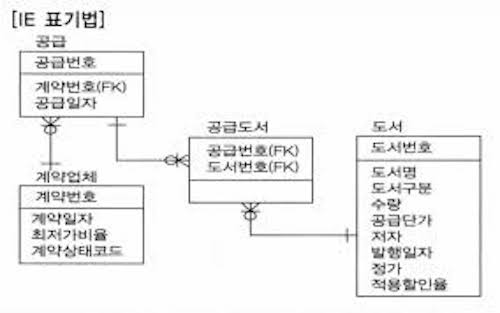 [IE 표기법]
공급
공급번호
계약번호(FK)
공급일자
공급도서
공급번호(FK)
도서번호(FK)
도서
도서번호
도서명
도서구분
수량
공급단가
저자
발행일자
정가
적용할인율
계약업체
계약번호
계약일자
최저가비율
계약상태코드